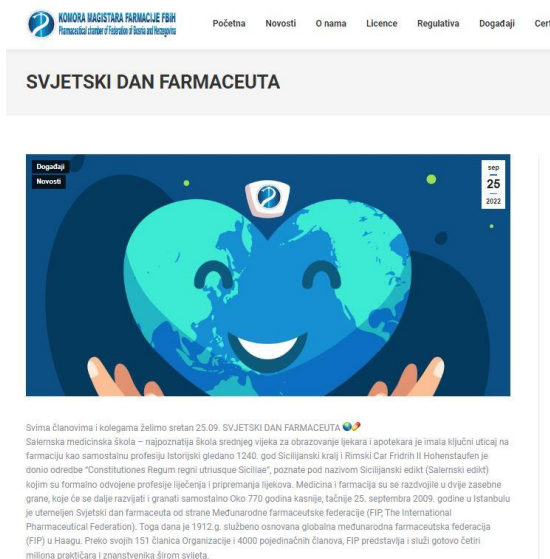 KOMORA MAGISTARA FARMACIJE FBIH
Pharmaceutical chamber of Federation of Bosnia and Herzegovina
Početna Novosti O nama Licence Regulativa Događaji Cert
SVJETSKI DAN FARMACEUTA
Događaji
Novosti
sep
25
2022
Svima članovima i kolegama želimo sretan 25.09. SVJETSKI DAN FARMACEUTA
Salernska medicinska škola – najpoznatija škola srednjeg vijeka za obrazovanje ljekara i apotekara je imala ključni uticaj na
farmaciju kao samostalnu profesiju Istorijski gledano 1240. god Sicilijanski kralj i Rimski Car Fridrih II Hohenstaufen je
donio odredbe "Constitutiones Regum regni utriusque Siciliae", poznate pod nazivom Sicilijanski edikt (Salernski edikt)
kojim su formalno odvojene profesije liječenja i pripremanja lijekova. Medicina i farmacija su se razdvojile u dvije zasebne
grane, koje će se dalje razvijati i granati samostalno Oko 770 godina kasnije, tačnije 25. septembra 2009. godine u Istanbulu
je utemeljen Svjetski dan farmaceuta od strane Međunarodne farmaceutske federacije (FIP, The International
Pharmaceutical Federation). Toga dana je 1912.g. službeno osnovana globalna međunarodna farmaceutska federacija
(FIP) u Haagu. Preko svojih 151 članica Organizacije i 4000 pojedinačnih članova, FIP predstavlja i služi gotovo četiri
miliona praktičara i znanstvenika širom svijeta.